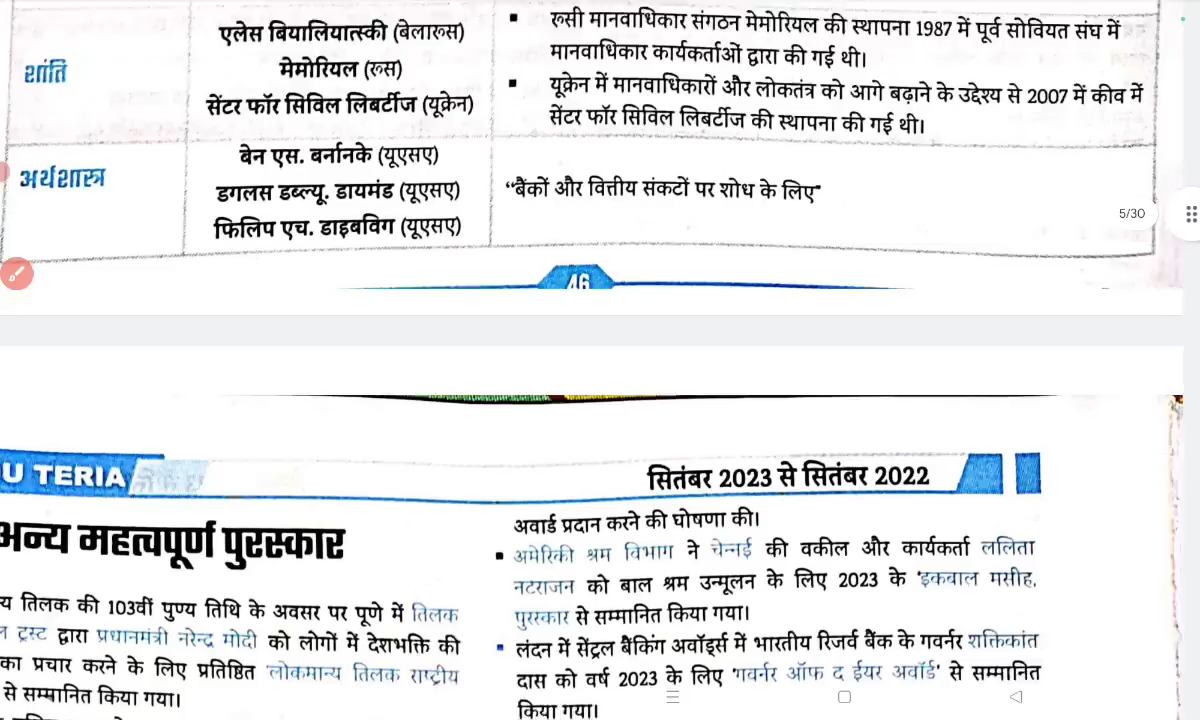 शांति
एलेस बियालियात्स्की (बेलारूस)
मेमोरियल (रूस)
सेंटर फॉर सिविल लिबर्टीज (यूक्रेन)
▪ रूसी मानवाधिकार संगठन मेमोरियल की स्थापना 1987 में पूर्व सोवियत संघ में
मानवाधिकार कार्यकर्ताओं द्वारा की गई थी।
▪ यूक्रेन में मानवाधिकारों और लोकतंत्र को आगे बढ़ाने के उद्देश्य से 2007 में कीव में
सेंटर फॉर सिविल लिबर्टीज की स्थापना की गई थी।
अर्थशास्त्र
बेन एस. बर्नानके (यूएसए)
डगलस डब्ल्यू. डायमंड (यूएसए)
फिलिप एच. डाइबविग (यूएसए)
“बैंकों और वित्तीय संकटों पर शोध के लिए"
5/30
46
U TERIA
सितंबर 2023 से सितंबर 2022
अन्य महत्वपूर्ण पुरस्कार
य तिलक की 103वीं पुण्य तिथि के अवसर पर पूणे में तिलक
ट्रस्ट द्वारा प्रधानमंत्री नरेन्द्र मोदी को लोगों में देशभक्ति की
का प्रचार करने के लिए प्रतिष्ठित 'लोकमान्य तिलक राष्ट्रीय
से सम्मानित किया गया।
अवार्ड प्रदान करने की घोषणा की।
▪ अमेरिकी श्रम विभाग ने चेन्नई की वकील और कार्यकर्ता ललिता
नटराजन को बाल श्रम उन्मूलन के लिए 2023 के 'इकबाल मसीह,
पुरस्कार से सम्मानित किया गया।
▪ लंदन में सेंट्रल बैंकिंग अवॉर्ड्स में भारतीय रिजर्व बैंक के गवर्नर शक्तिकांत
दास को वर्ष 2023 के लिए 'गवर्नर ऑफ द ईयर अवॉर्ड' से सम्मानित
किया गया।